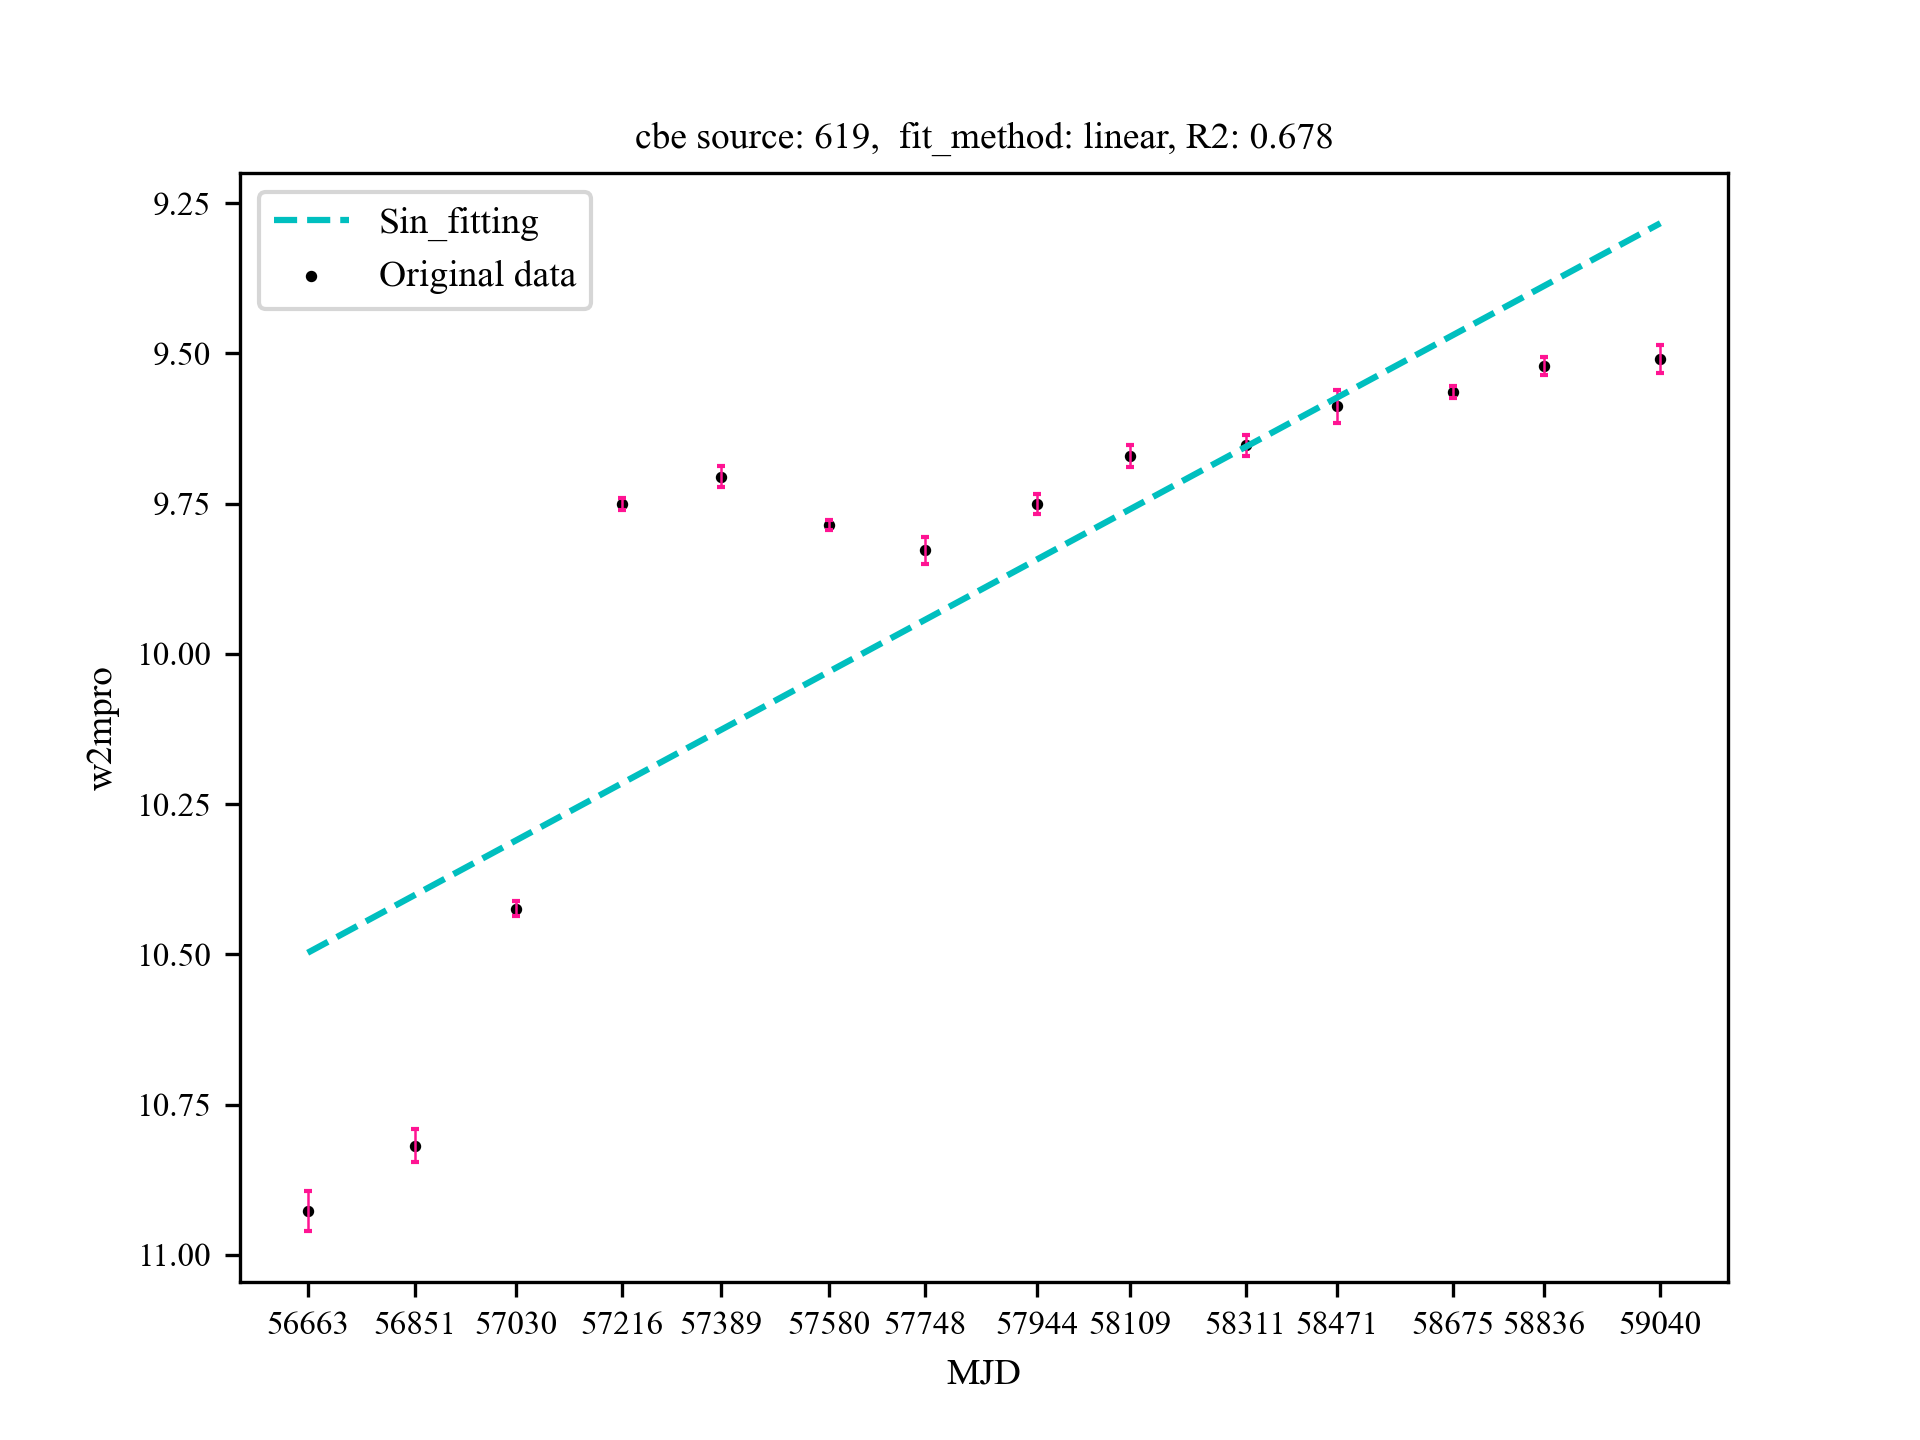 cbe source: 619,  fit_method: linear, R2: 0.678
Sin_fitting
Original data
9.25
9.50
9.75
10.00
10.25
10.50
10.75
11.00
w2mpro
56663 56851 57030 57216 57389 57580 57748 57944 58109 58311 58471 58675 58836 59040
MJD